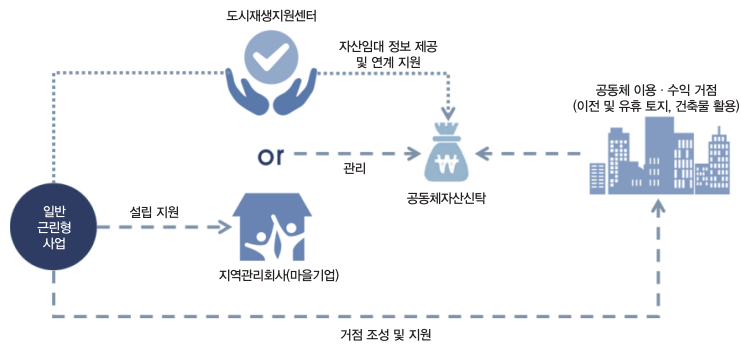 도시재생지원센터
자산임대 정보 제공
및 연계 지원
공동체 이용 · 수익 거점
(이전 및 유휴 토지, 건축물 활용)
or
관리
₩
공동체자산신탁
일반
근린형
사업
설립 지원
지역관리회사(마을기업)
거점 조성 및 지원